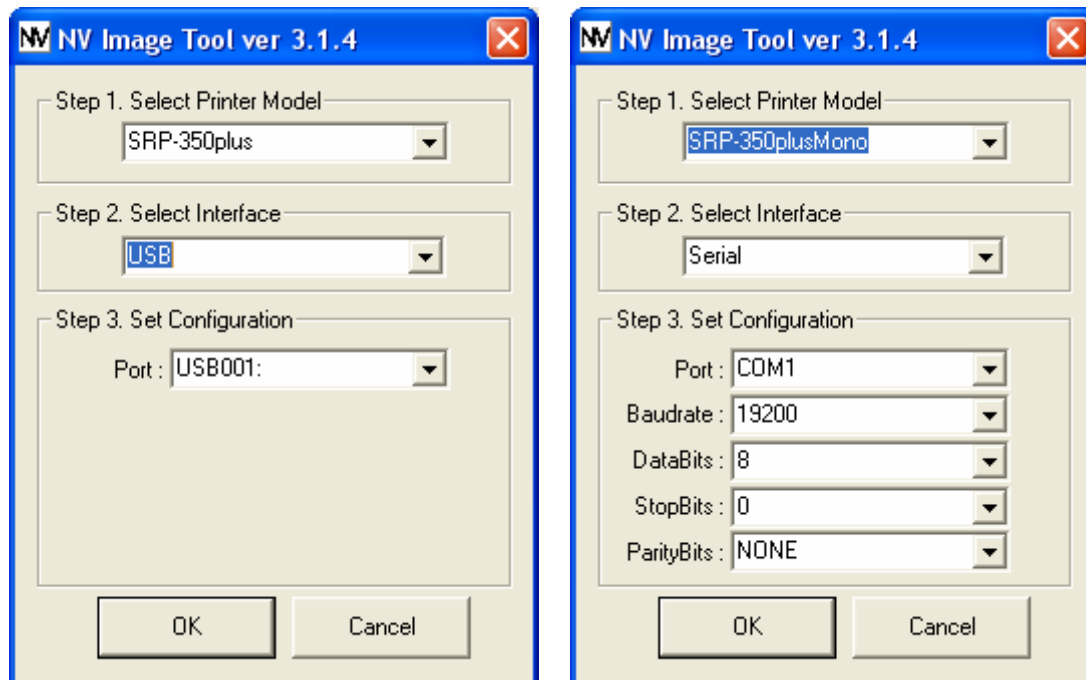 NV NV Image Tool ver 3.1.4
Step 1. Select Printer Model
SRP-350plus
Step 2. Select Interface
USB
Step 3. Set Configuration
Port : USB001:
OK Cancel
NV NV Image Tool ver 3.1.4
Step 1. Select Printer Model
SRP-350plusMono
Step 2. Select Interface
Serial
Step 3. Set Configuration
Port : COM1
Baudrate : 19200
DataBits : 8
StopBits : 0
ParityBits : NONE
OK Cancel